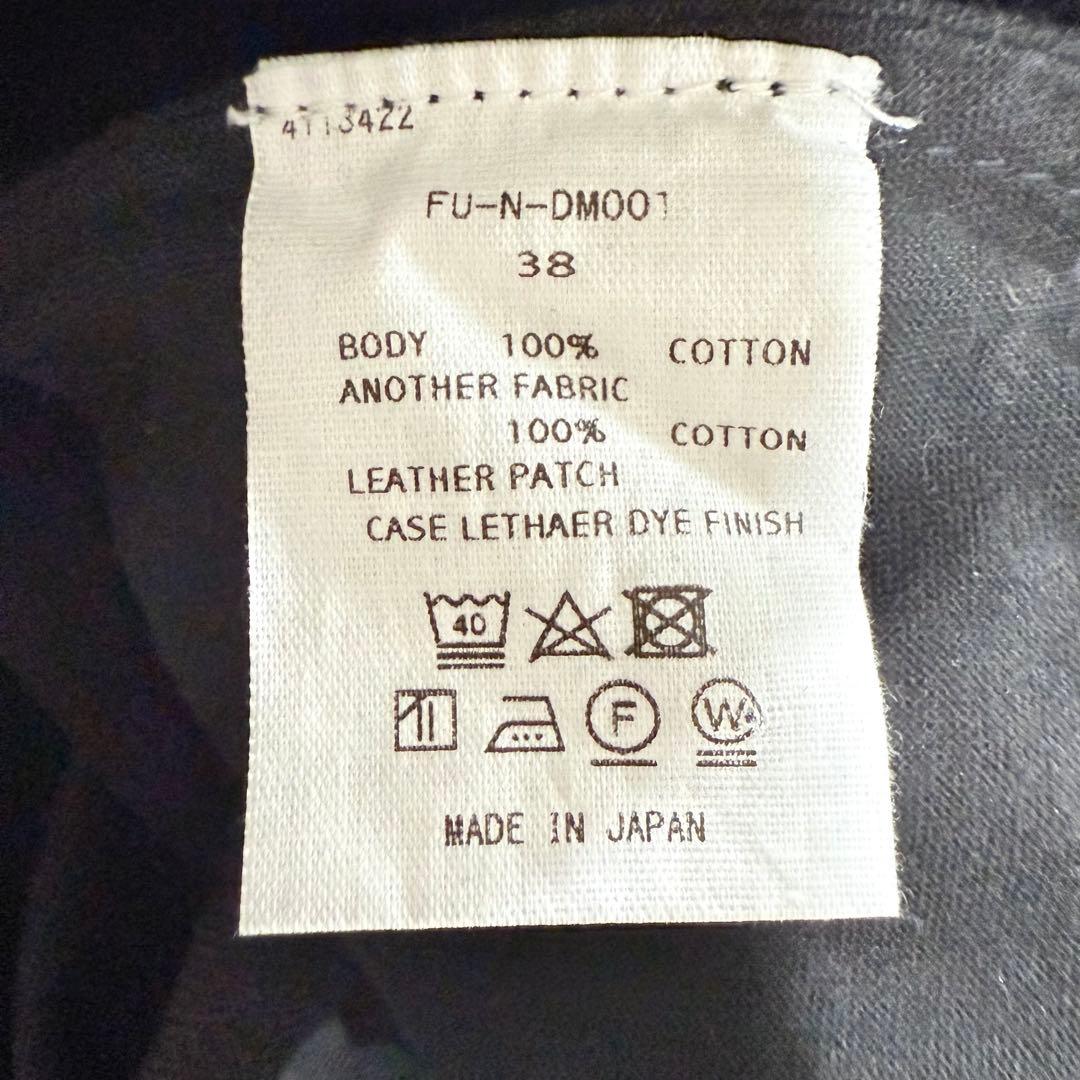 4113422
FU-N-DM001
38
BODY 100% COTTON
ANOTHER FABRIC
100% COTTON
LEATHER PATCH
CASE LETHAER DYE FINISH
40
F
W
MADE IN JAPAN